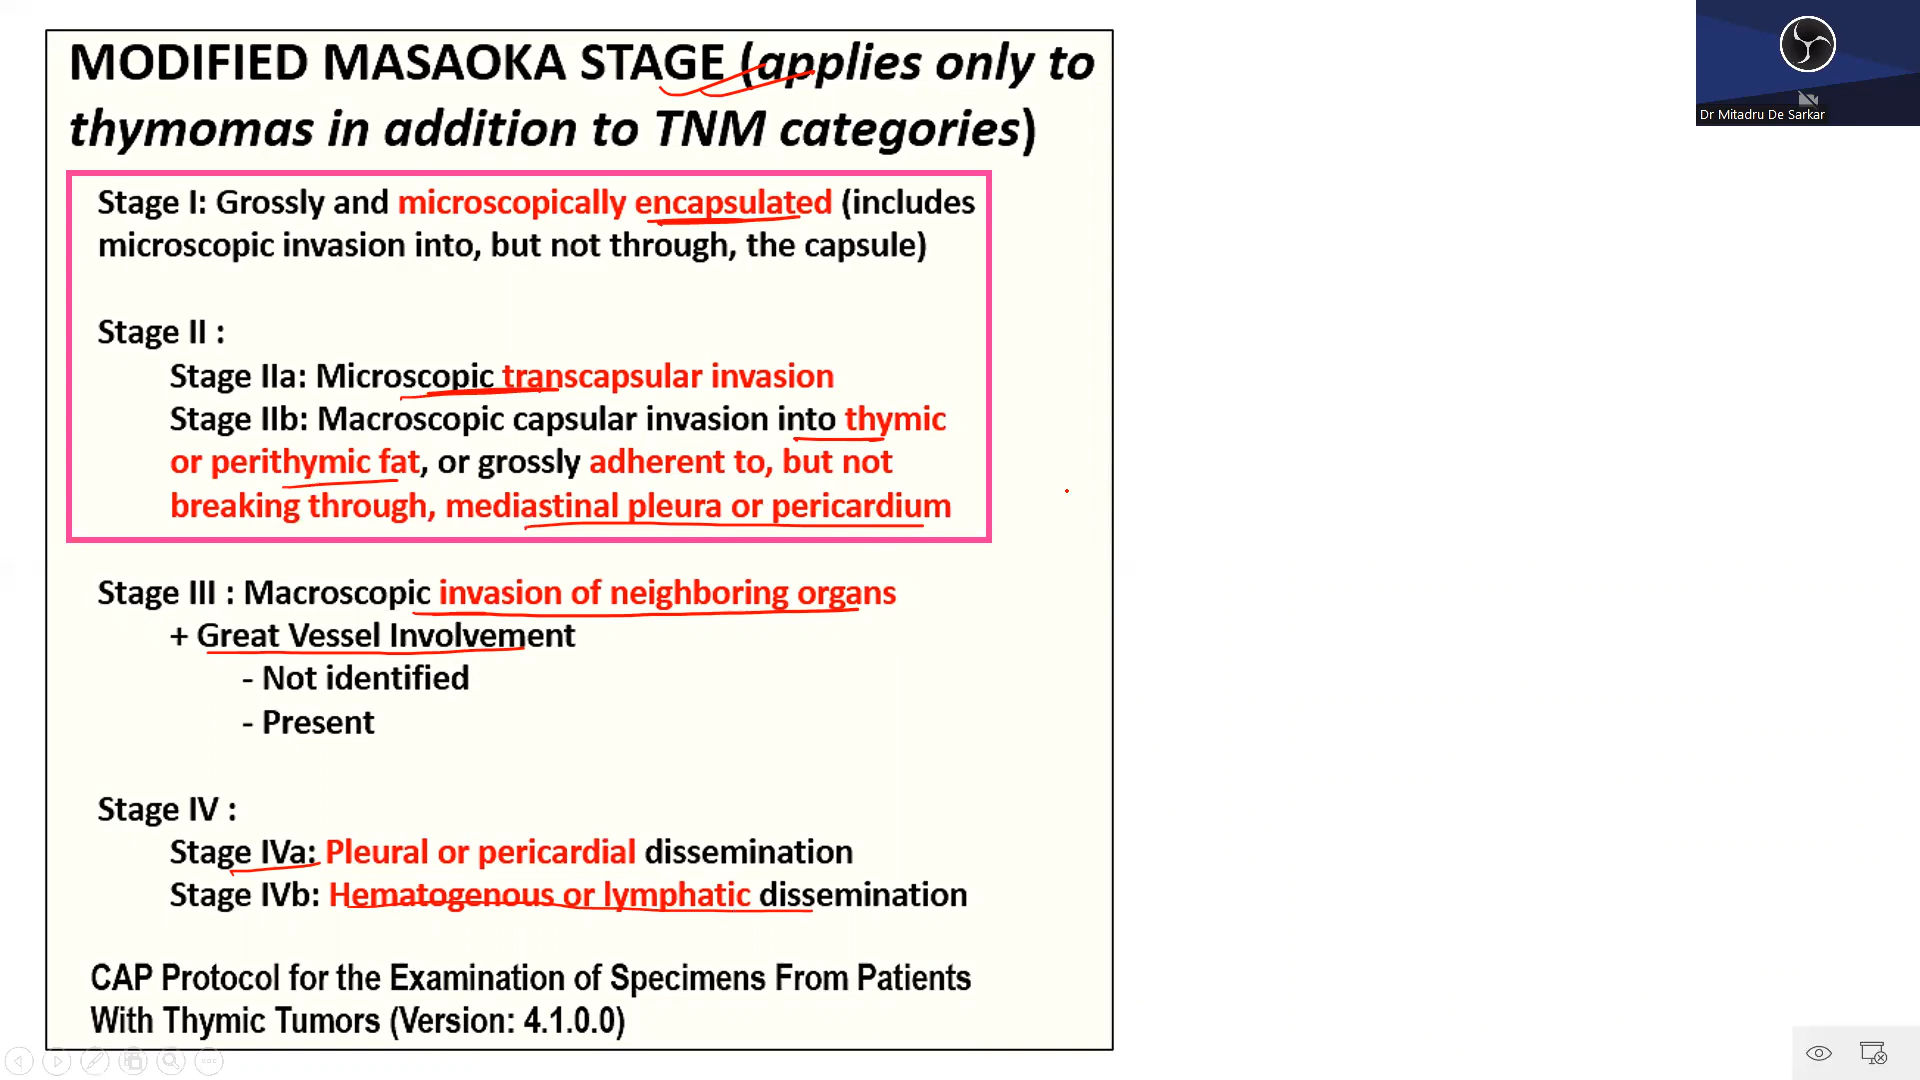 MODIFIED MASAOKA STAGE (applies only to
thymomas in addition to TNM categories)
Stage I: Grossly and microscopically encapsulated (includes
microscopic invasion into, but not through, the capsule)
Stage II :
Stage IIa: Microscopic transcapsular invasion
Stage IIb: Macroscopic capsular invasion into thymic
or perithymic fat, or grossly adherent to, but not
breaking through, mediastinal pleura or pericardium
Stage III : Macroscopic invasion of neighboring organs
+ Great Vessel Involvement
- Not identified
- Present
Stage IV :
Stage IVa: Pleural or pericardial dissemination
Stage IVb: Hematogenous or lymphatic dissemination
CAP Protocol for the Examination of Specimens From Patients
With Thymic Tumors (Version: 4.1.0.0)
Dr Mitadru De Sarkar